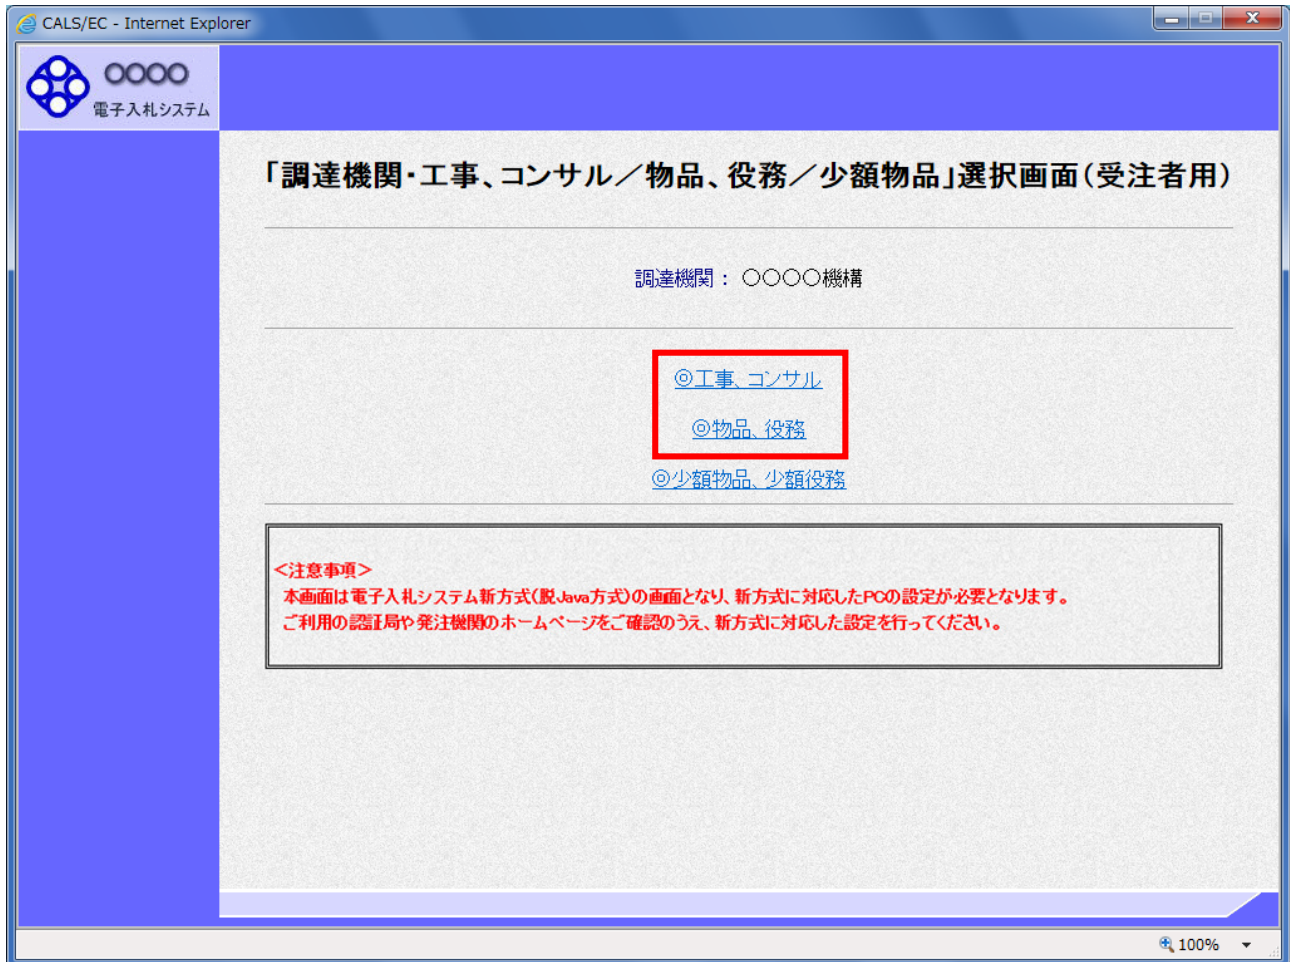 CALS/EC - Internet Explorer
○○○○
電子入札システム
「調達機関・工事、コンサル／物品、役務／少額物品」選択画面（受注者用）
調達機関： ○○○○機構
◎工事、コンサル
◎物品、役務
◎少額物品、少額役務
＜注意事項＞
本画面は電子入札システム新方式（脱Java方式）の画面となり、新方式に対応したPCの設定が必要となります。
ご利用の認証局や発注機関のホームページをご確認のうえ、新方式に対応した設定を行ってください。
100%